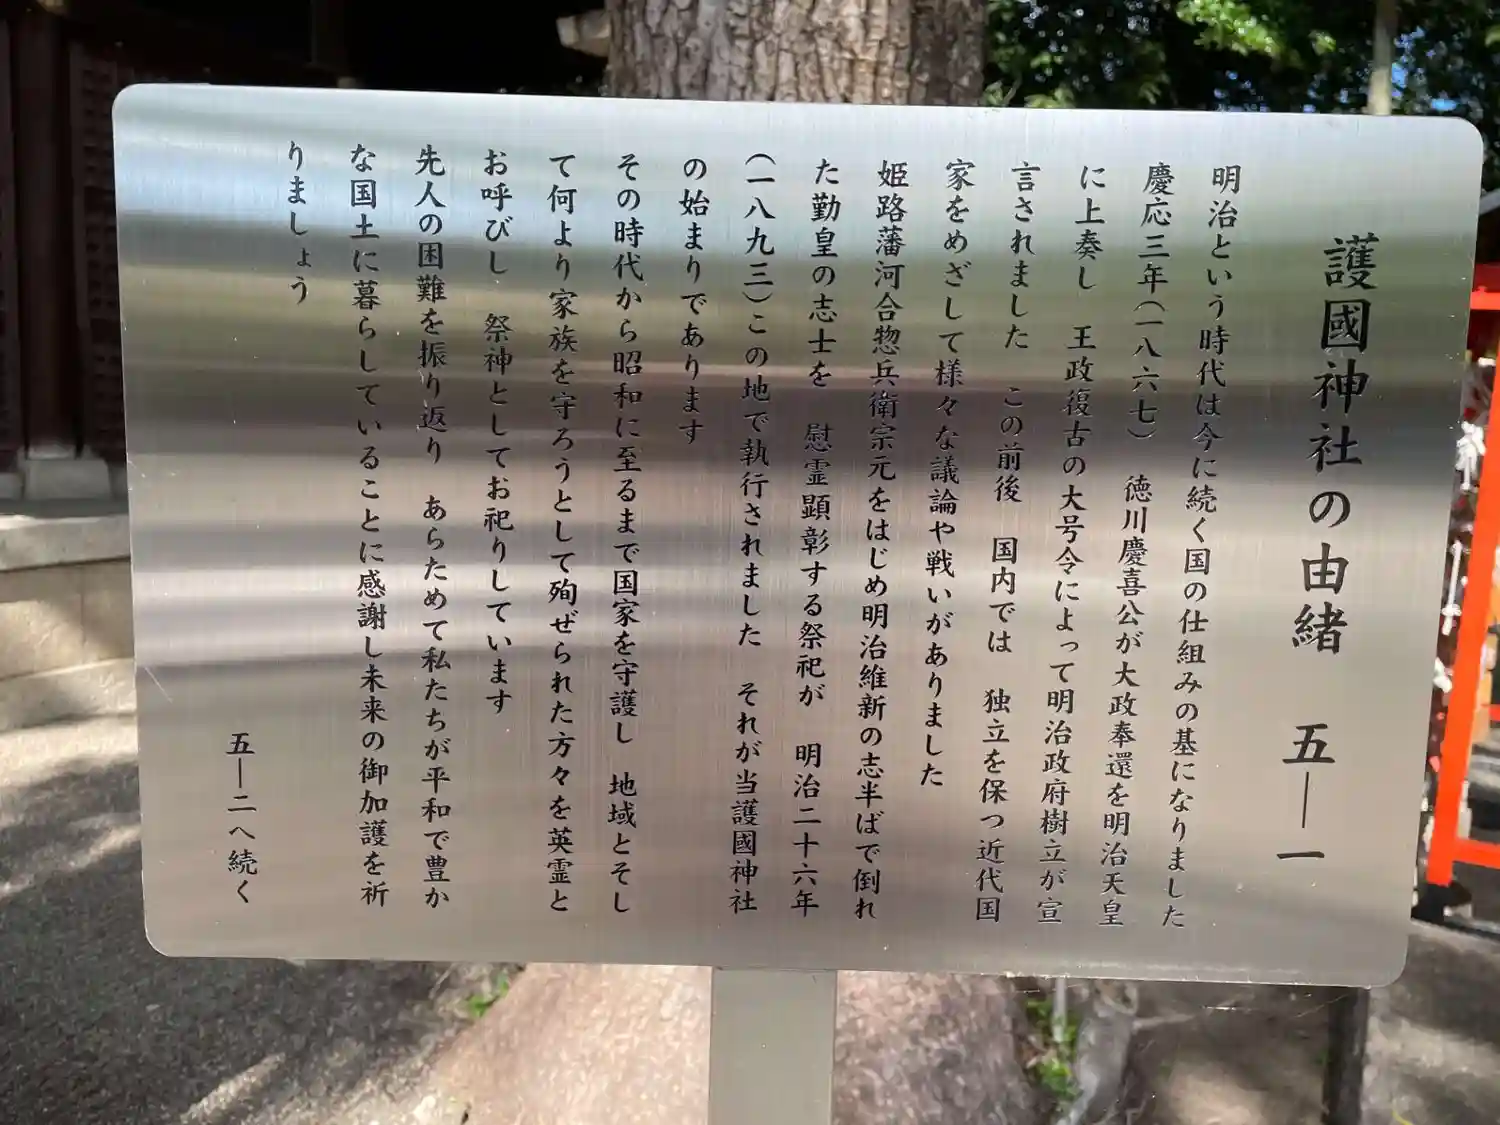 護國神社の由緒　五―一
明治という時代は今に続く国の仕組みの基になりました
慶応三年（一八六七）　徳川慶喜公が大政奉還を明治天皇
に上奏し　王政復古の大号令によって明治政府樹立が宣
言されました　この前後　国内では　独立を保つ近代国
家をめざして様々な議論や戦いがありました
姫路藩河合惣兵衛宗元をはじめ明治維新の志半ばで倒れ
た勤皇の志士を　慰霊顕彰する祭祀が　明治二十六年
（一八九三）この地で執行されました　それが当護國神社
の始まりであります
その時代から昭和に至るまで国家を守護し　地域とそし
て何より家族を守ろうとして殉ぜられた方々を英霊と
お呼びし　祭神としてお祀りしています
先人の困難を振り返り　あらためて私たちが平和で豊か
な国土に暮らしていることに感謝し未来の御加護を祈
りましょう
五―二へ続く